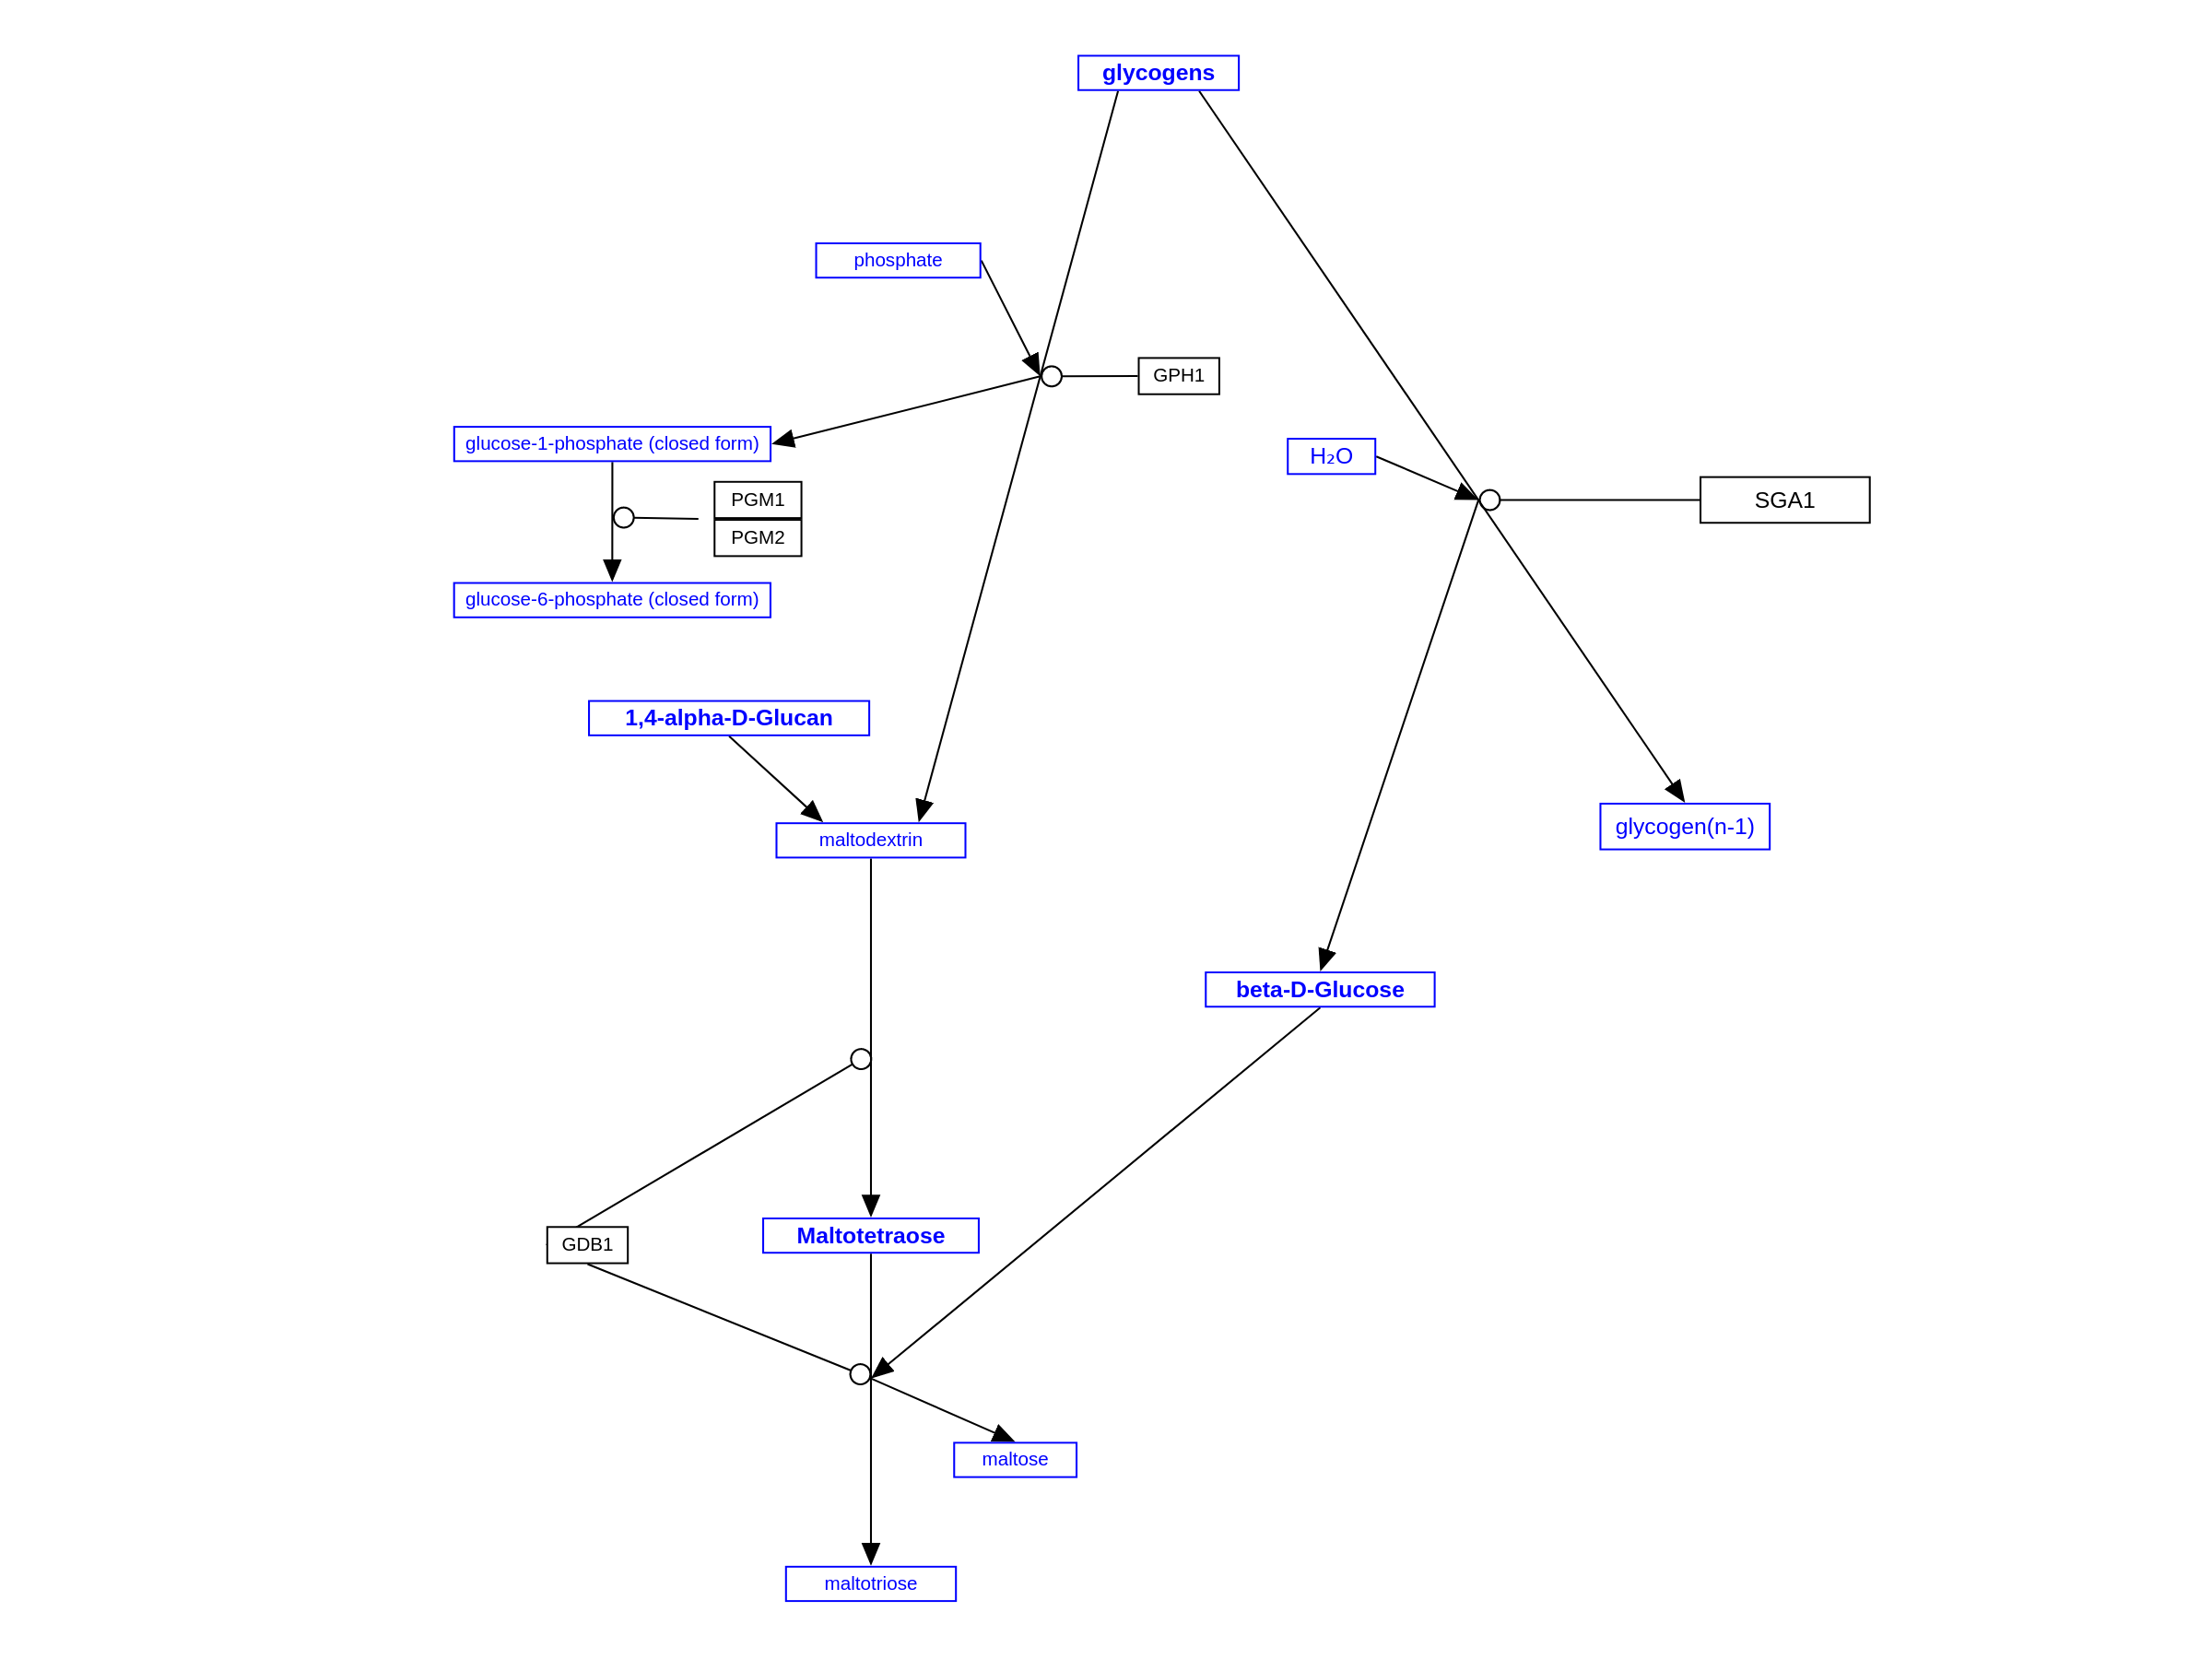 glycogens
phosphate
GPH1
glucose-1-phosphate (closed form)
H₂O
PGM1
SGA1
PGM2
glucose-6-phosphate (closed form)
1,4-alpha-D-Glucan
glycogen(n-1)
maltodextrin
beta-D-Glucose
Maltotetraose
GDB1
maltose
maltotriose